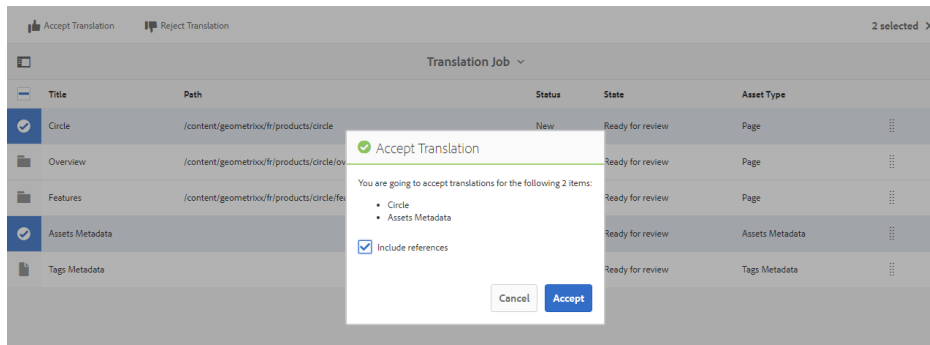 Accept Translation Reject Translation 2 selected
Translation Job
Title Path Status State Asset Type
Circle /content/geometrixx/fr/products/circle New Ready for review Page
Overview /content/geometrixx/fr/products/circle/ov Ready for review Page
Features /content/geometrixx/fr/products/circle/fea Ready for review Page
Assets Metadata Ready for review Assets Metadata
Tags Metadata Ready for review Tags Metadata
Accept Translation
You are going to accept translations for the following 2 items:
• Circle
• Assets Metadata
Include references
Cancel Accept